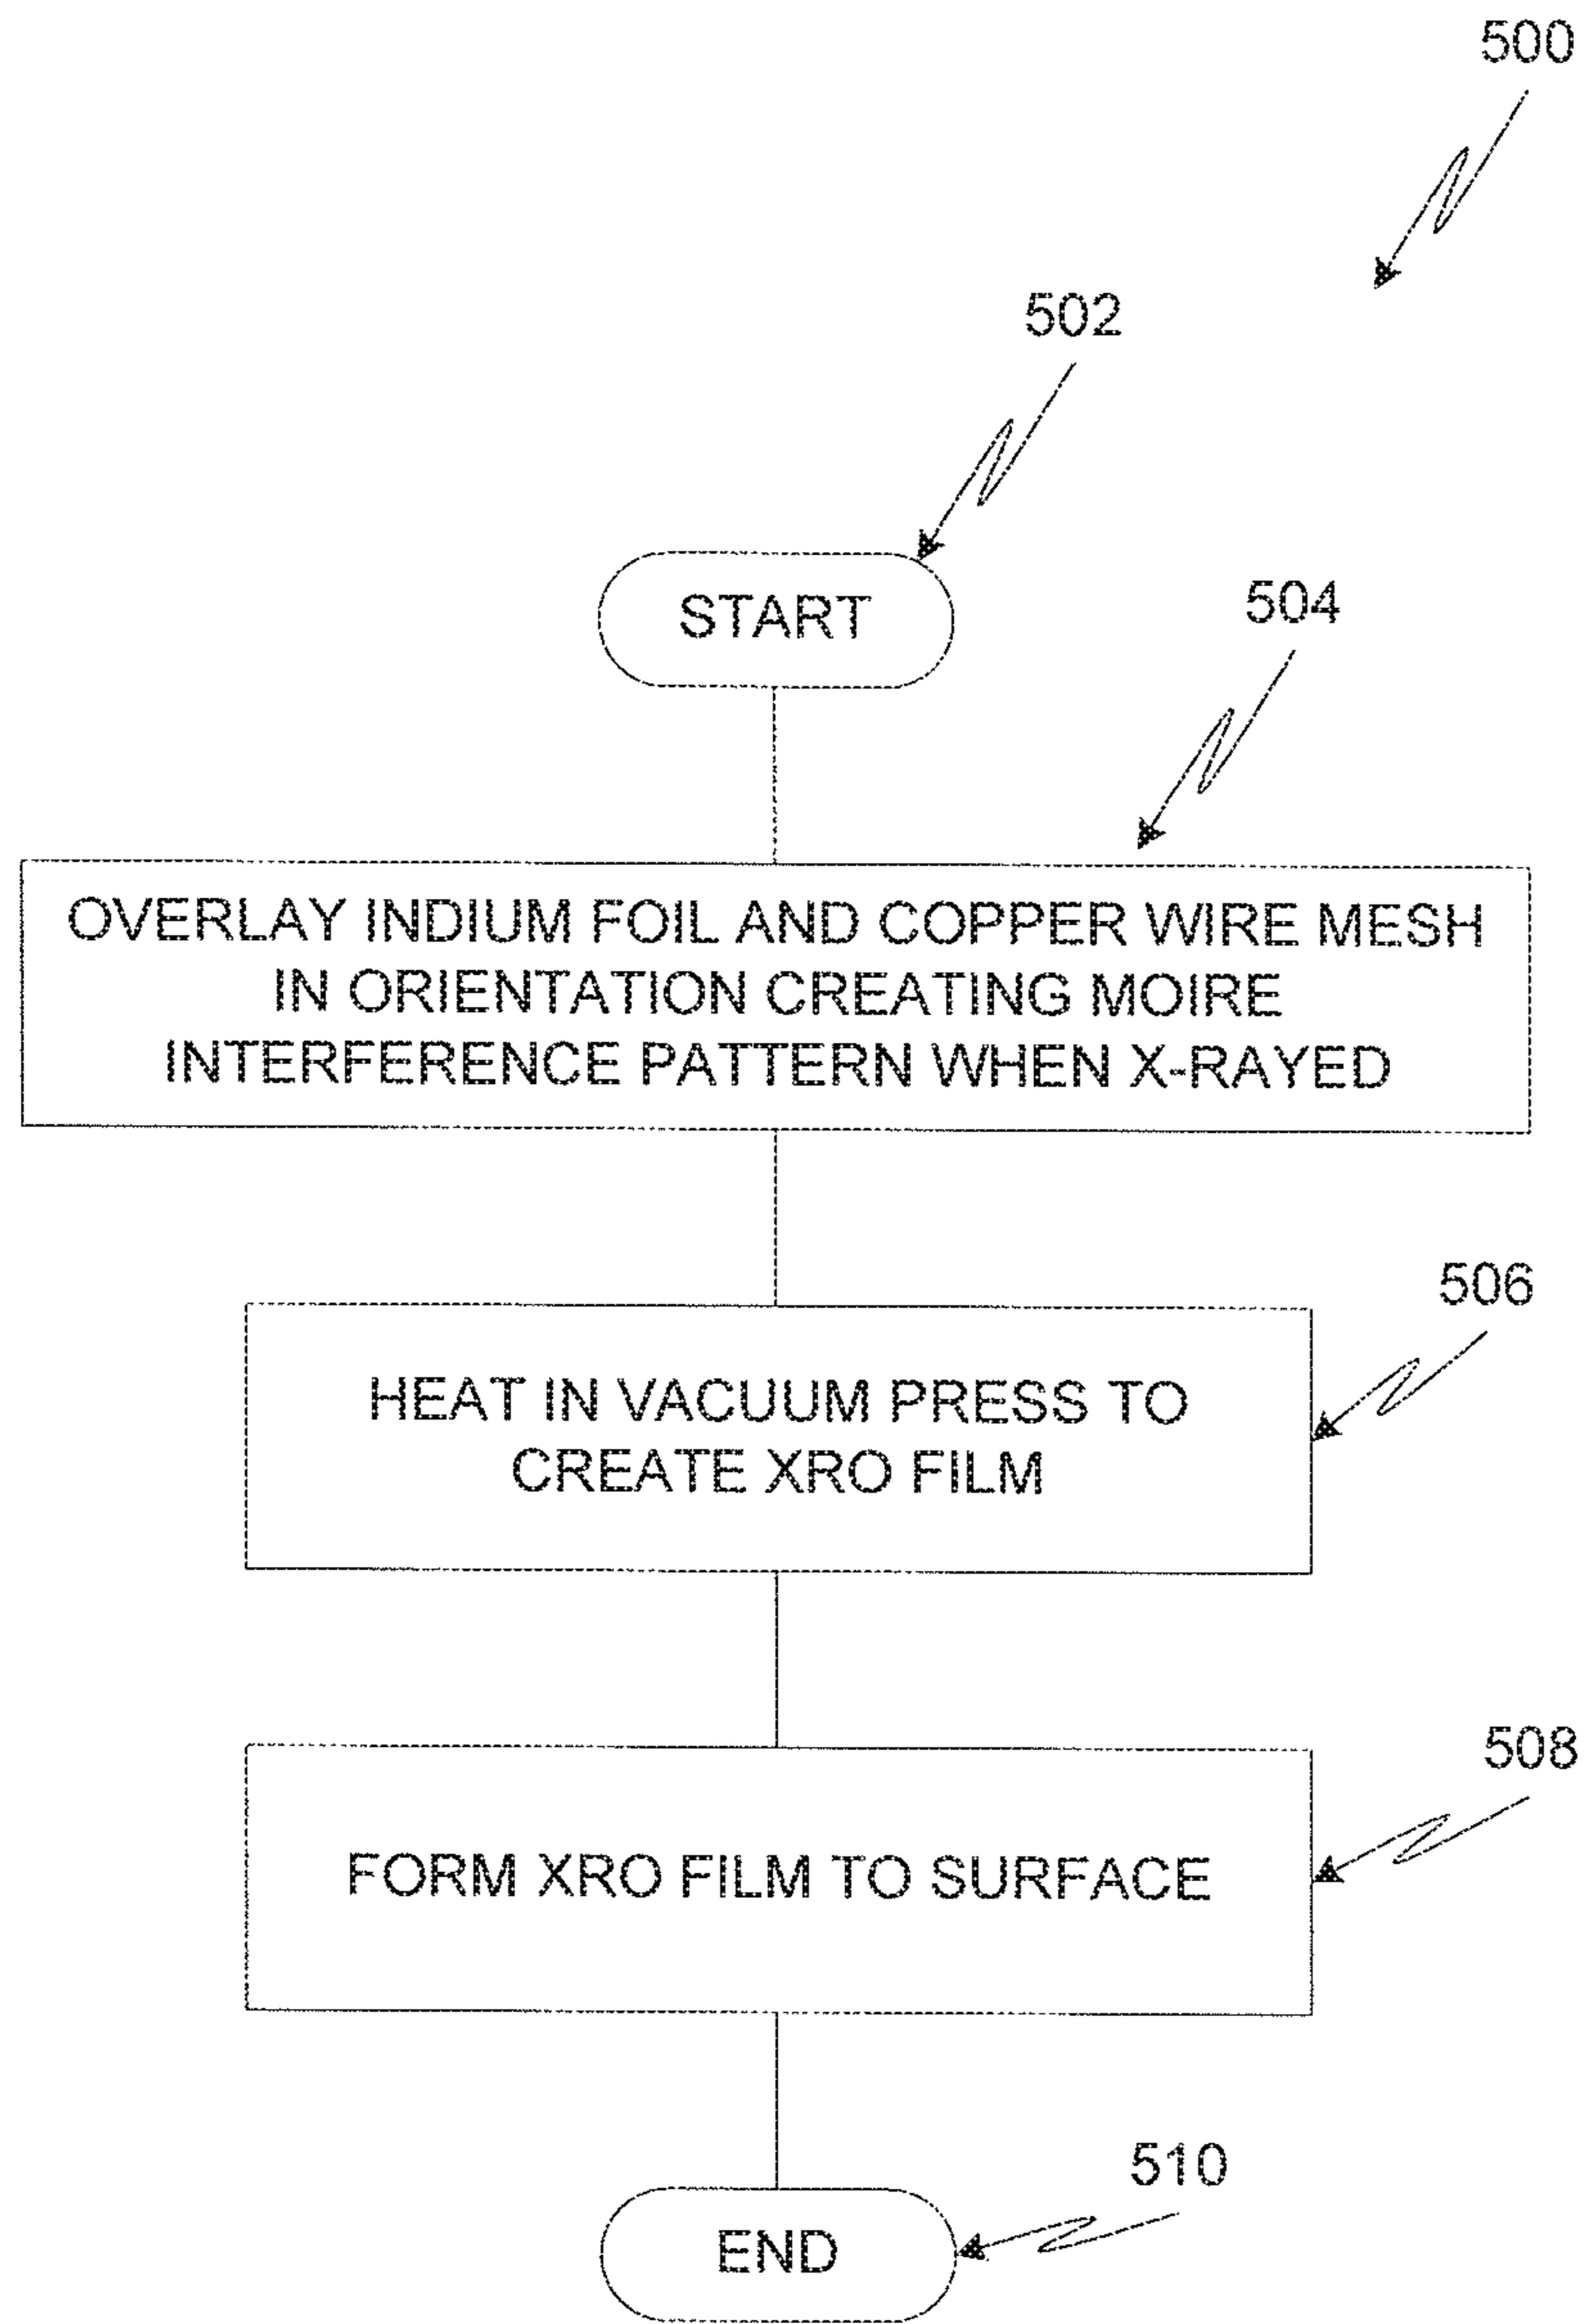 500
502
START
504
OVERLAY INDIUM FOIL AND COPPER WIRE MESH
IN ORIENTATION CREATING MOIRE
INTERFERENCE PATTERN WHEN X-RAYED
506
HEAT IN VACUUM PRESS TO
CREATE XRO FILM
508
FORM XRO FILM TO SURFACE
510
END